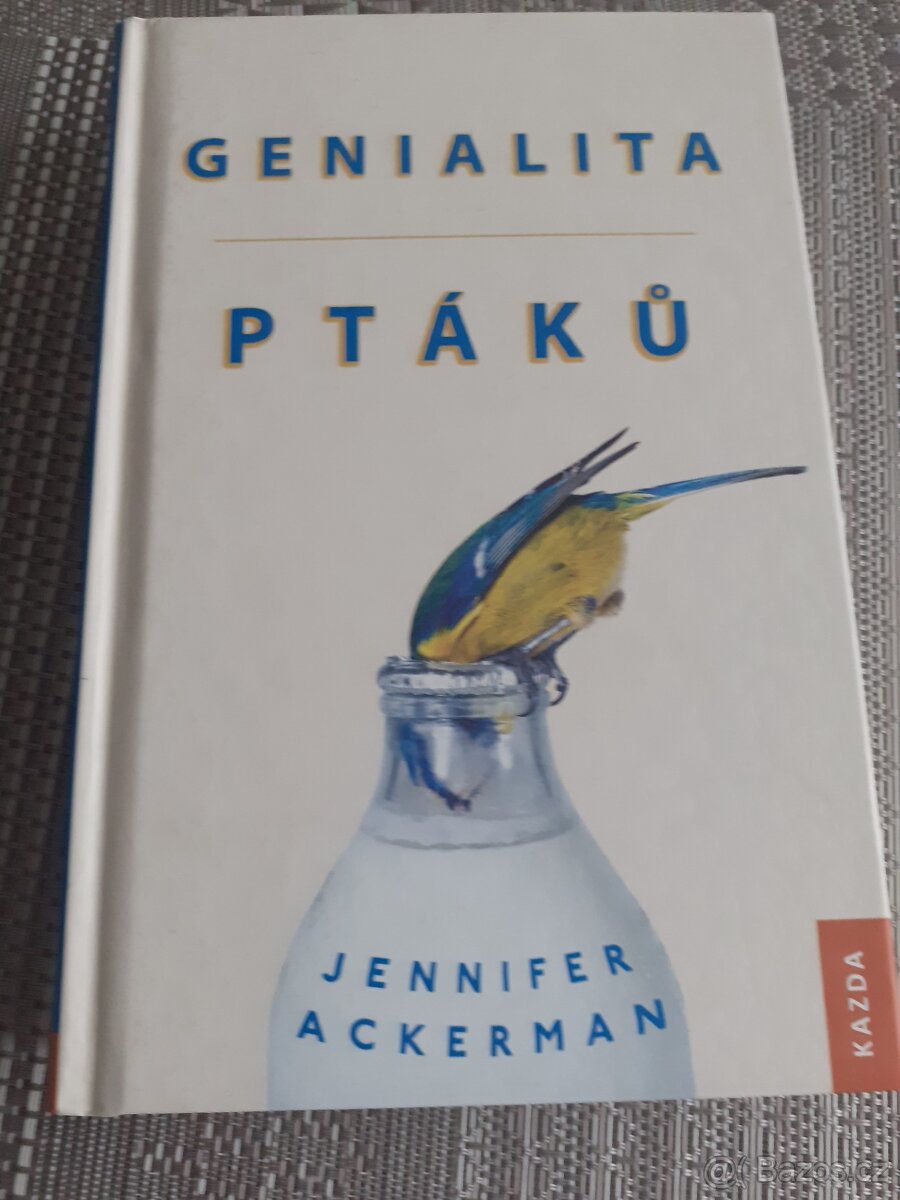 GENIALITA
PTÁKŮ
JENNIFER
ACKERMAN
KAZDA
Bazos.cz